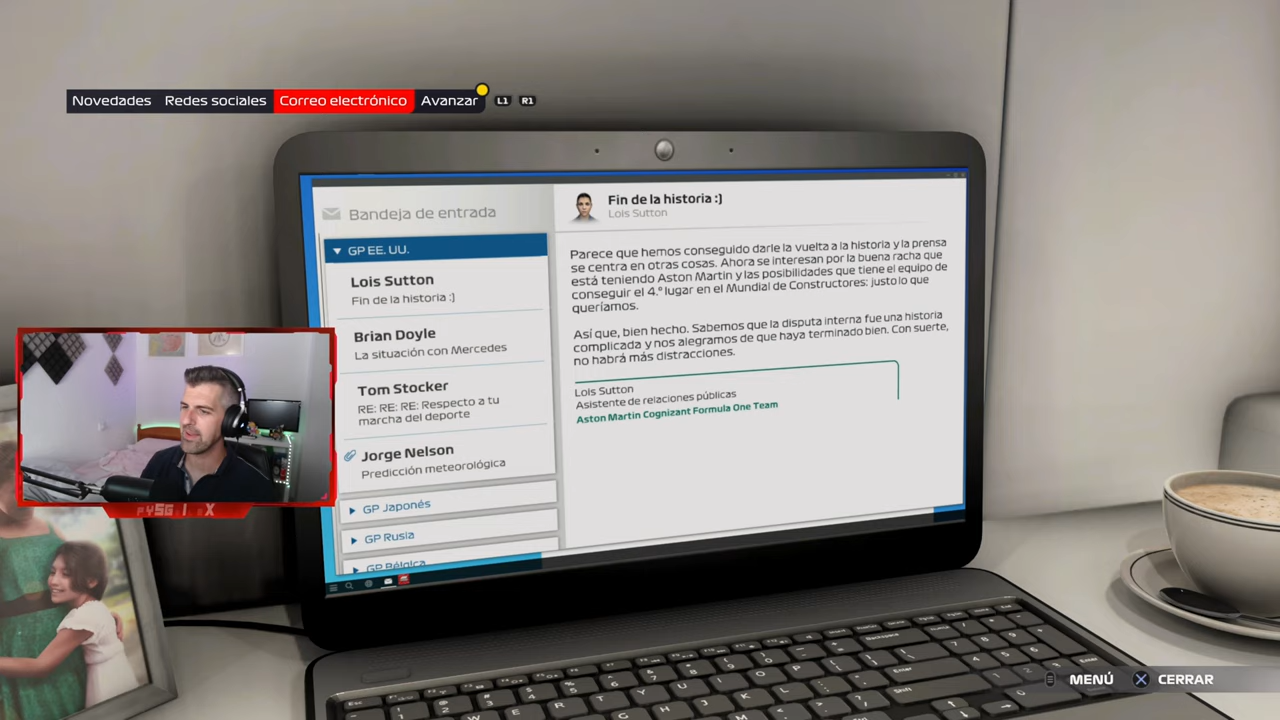 Novedades
Redes sociales
Correo electrónico
Avanzar
L1
R1
Bandeja de entrada
GP EE. UU.
Lois Sutton
Fin de la historia :)
Brian Doyle
La situación con Mercedes
Tom Stocker
RE: RE: RE: Respecto a tu
marcha del deporte
Jorge Nelson
Predicción meteorológica
GP Japonés
GP Rusia
GP Bélgica
Fin de la historia :)
Lois Sutton
Parece que hemos conseguido darle la vuelta a la historia y la prensa
se centra en otras cosas. Ahora se interesan por la buena racha que
está teniendo Aston Martin y las posibilidades que tiene el equipo de
conseguir el 4.º lugar en el Mundial de Constructores: justo lo que
queríamos.
Así que, bien hecho. Sabemos que la disputa interna fue una historia
complicada y nos alegramos de que haya terminado bien. Con suerte,
no habrá más distracciones.
Lois Sutton
Asistente de relaciones públicas
Aston Martin Cognizant Formula One Team
MENÚ
CERRAR